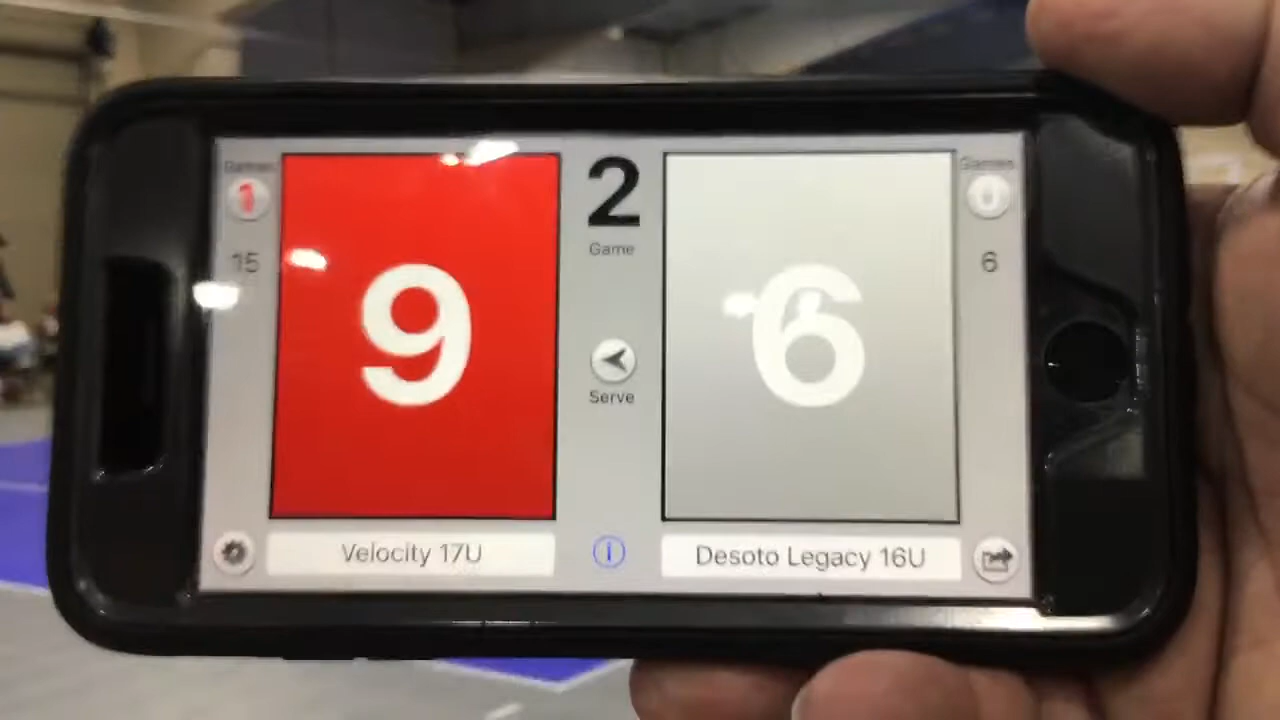 Games
1
15
9
2
Game
Serve
6
Games
0
6
Velocity 17U
i
Desoto Legacy 16U